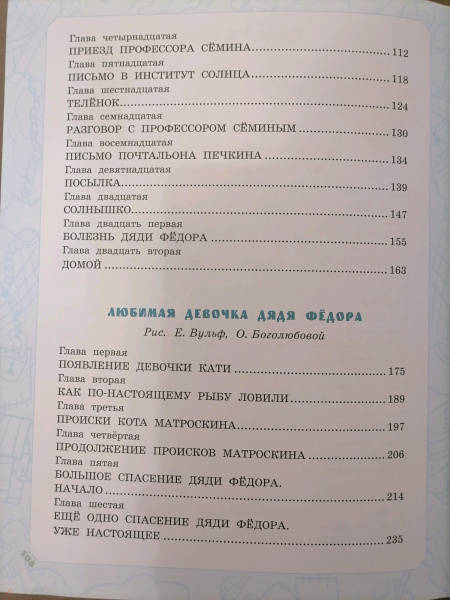 Глава четырнадцатая
ПРИЕЗД ПРОФЕССОРА СЁМИНА 112
Глава пятнадцатая
ПИСЬМО В ИНСТИТУТ СОЛНЦА 118
Глава шестнадцатая
ТЕЛЁНОК 124
Глава семнадцатая
РАЗГОВОР С ПРОФЕССОРОМ СЁМИНЫМ 130
Глава восемнадцатая
ПИСЬМО ПОЧТАЛЬОНА ПЕЧКИНА 134
Глава девятнадцатая
ПОСЫЛКА 139
Глава двадцатая
СОЛНЫШКО 147
Глава двадцать первая
БОЛЕЗНЬ ДЯДИ ФЁДОРА 155
Глава двадцать вторая
ДОМОЙ 163
ЛЮБИМАЯ ДЕВОЧКА ДЯДИ ФЁДОРА
Рис. Е. Вульф, О. Боголюбовой
Глава первая
ПОЯВЛЕНИЕ ДЕВОЧКИ КАТИ 175
Глава вторая
КАК ПО-НАСТОЯЩЕМУ РЫБУ ЛОВИЛИ 189
Глава третья
ПРОИСКИ КОТА МАТРОСКИНА 197
Глава четвёртая
ПРОДОЛЖЕНИЕ ПРОИСКОВ МАТРОСКИНА 206
Глава пятая
БОЛЬШОЕ СПАСЕНИЕ ДЯДИ ФЁДОРА.
НАЧАЛО 214
Глава шестая
ЕЩЁ ОДНО СПАСЕНИЕ ДЯДИ ФЁДОРА.
УЖЕ НАСТОЯЩЕЕ 235